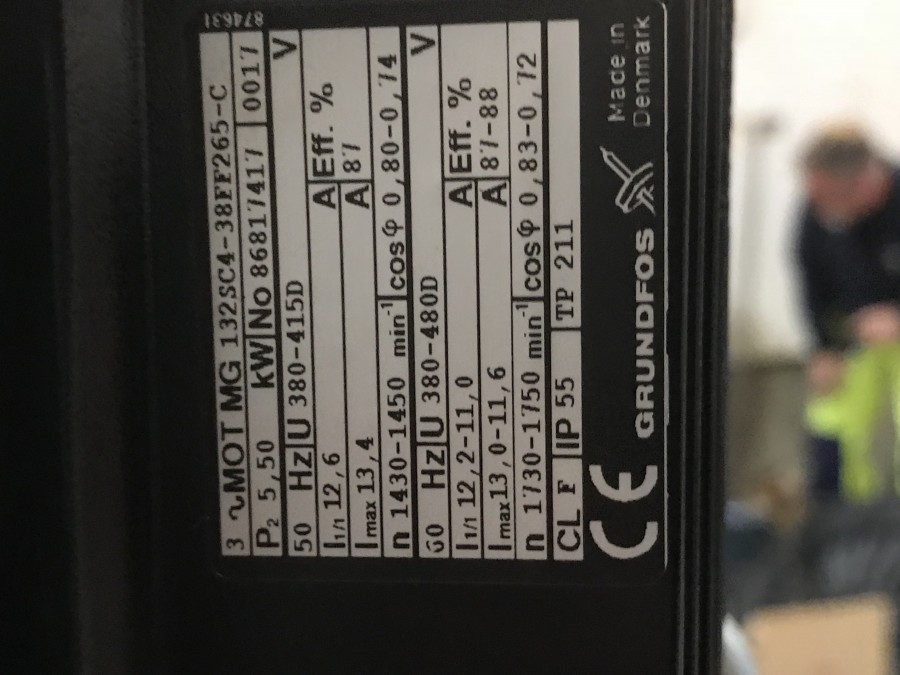 874631
3 ∿MOT MG 132SC4-38FF265-C
P2 5,50 KW No 86817417 0017
50 Hz U 380-415D V
I1/1 12,6 A Eff. %
Imax 13,4 A 87
n 1430-1450 min-1 cosφ 0,80-0,74
60 Hz U 380-480D V
I1/1 12,2-11,0 A Eff. %
Imax 13,0-11,6 A 87-88
n 1730-1750 min-1 cosφ 0,83-0,72
CL F IP 55 TP 211
CE GRUNDFOS Made in
Denmark